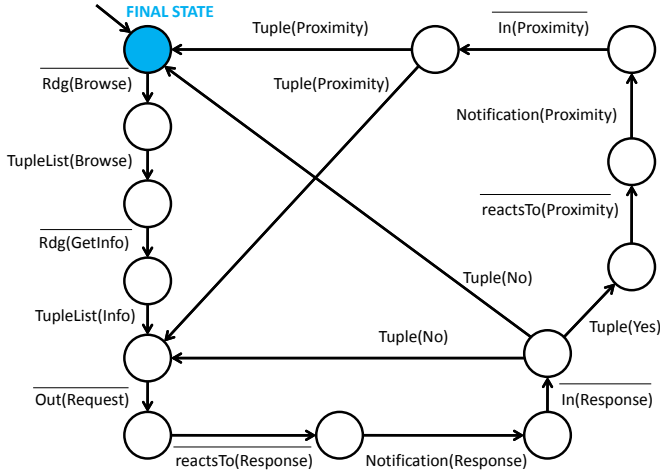 FINAL STATE
Tuple(Proximity)
In(Proximity)
Rdg(Browse)
Tuple(Proximity)
Notification(Proximity)
TupleList(Browse)
reactsTo(Proximity)
Rdg(GetInfo)
Tuple(No)
TupleList(Info)
Tuple(No)
Tuple(Yes)
Out(Request)
In(Response)
reactsTo(Response)
Notification(Response)